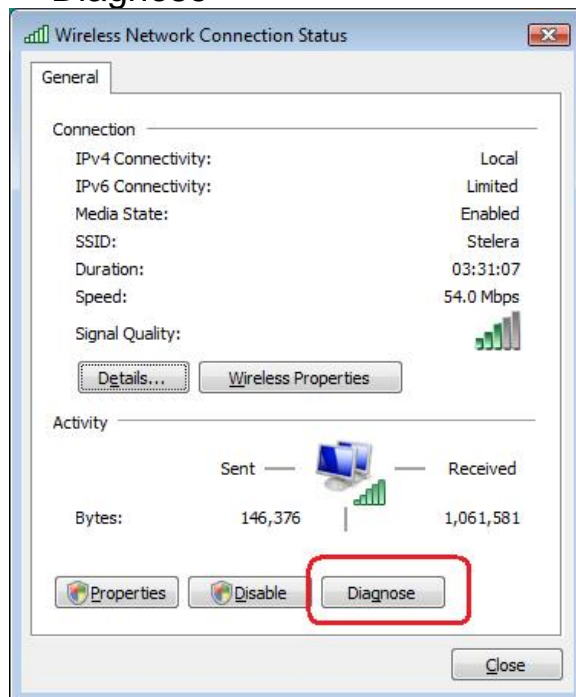 Diagnose
Wireless Network Connection Status
General
Connection
IPv4 Connectivity: Local
IPv6 Connectivity: Limited
Media State: Enabled
SSID: Stelera
Duration: 03:31:07
Speed: 54.0 Mbps
Signal Quality:
Details... Wireless Properties
Activity
Sent Received
Bytes: 146,376 1,061,581
Properties Disable Diagnose
Close